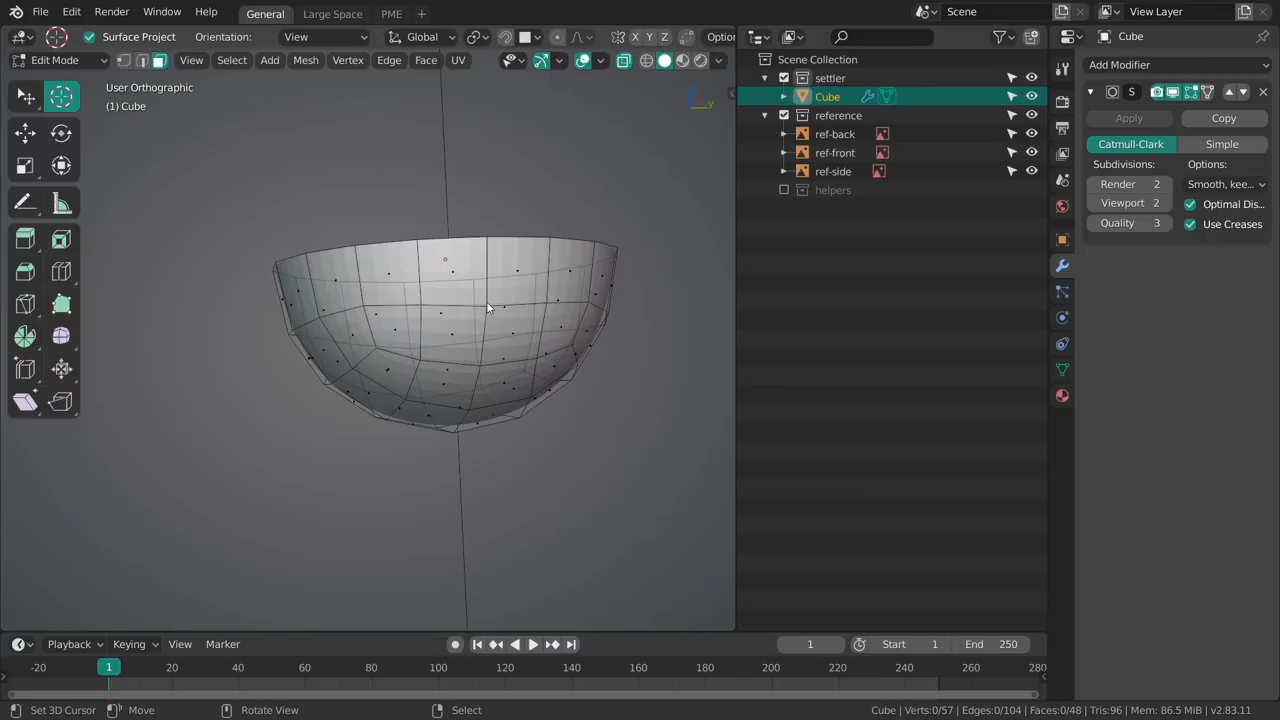 File Edit Render Window Help General Large Space PME + Scene View Layer
Surface Project Orientation: View Global X Y Z Optior
Cube
Edit Mode View Select Add Mesh Vertex Edge Face UV
Scene Collection
Add Modifier
settler
User Orthographic
(1) Cube
Cube
S
y
reference
Apply Copy
ref-back
ref-front
Catmull-Clark Simple
Subdivisions: Options:
ref-side
Render 2 Smooth, kee...
helpers
Viewport 2 Optimal Dis...
Quality 3 Use Creases
Playback Keying View Marker 1 Start 1 End 250
-20 1 20 40 60 80 100 120 140 160 180 200 220 240 260 280
Set 3D Cursor Move Rotate View Select Cube | Verts:0/57 | Edges:0/104 | Faces:0/48 | Tris:96 | Mem: 86.5 MiB | v2.83.11